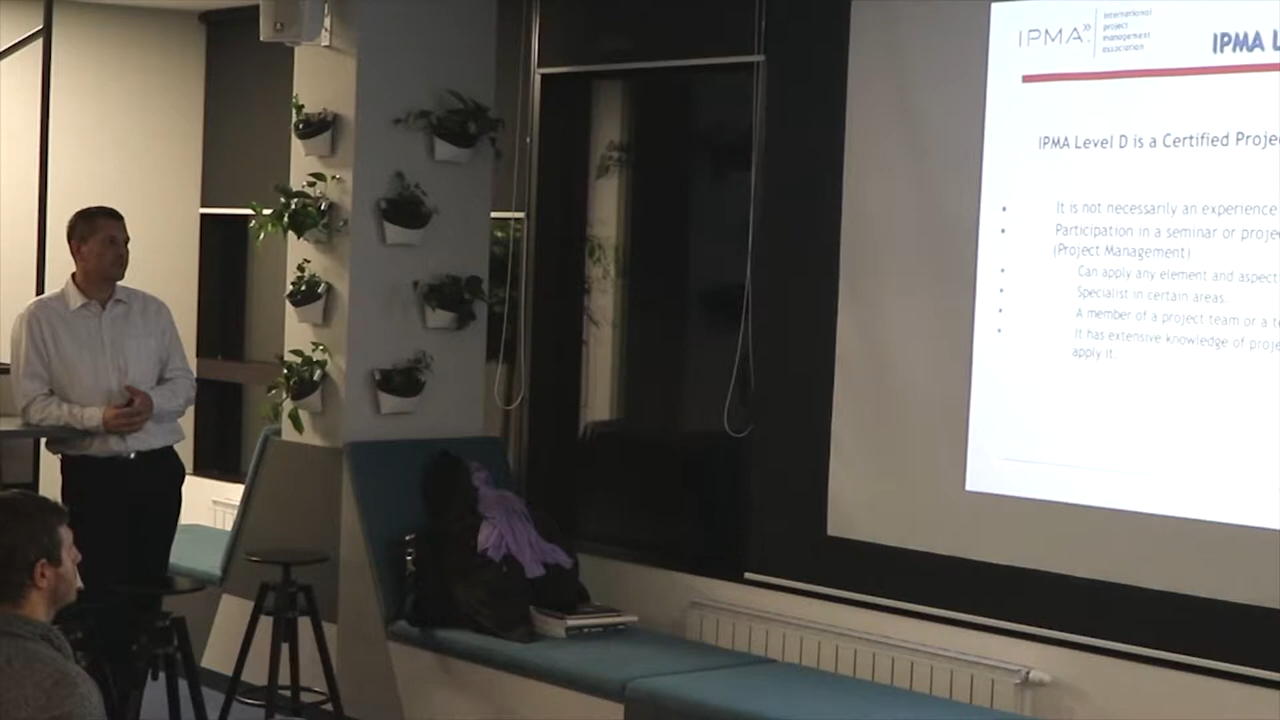 IPMA
international
project
management
association
IPMA L
IPMA Level D is a Certified Projec
It is not necessarily an experience
Participation in a seminar or projec
(Project Management)
Can apply any element and aspect
Specialist in certain areas.
A member of a project team or a t
It has extensive knowledge of proje
apply it.